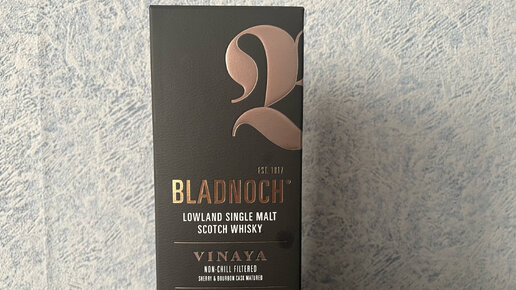 EST. 1817
BLADNOCH®
LOWLAND SINGLE MALT
SCOTCH WHISKY
VINAYA
NON-CHILL FILTERED
SHERRY & BOURBON CASK MATURED